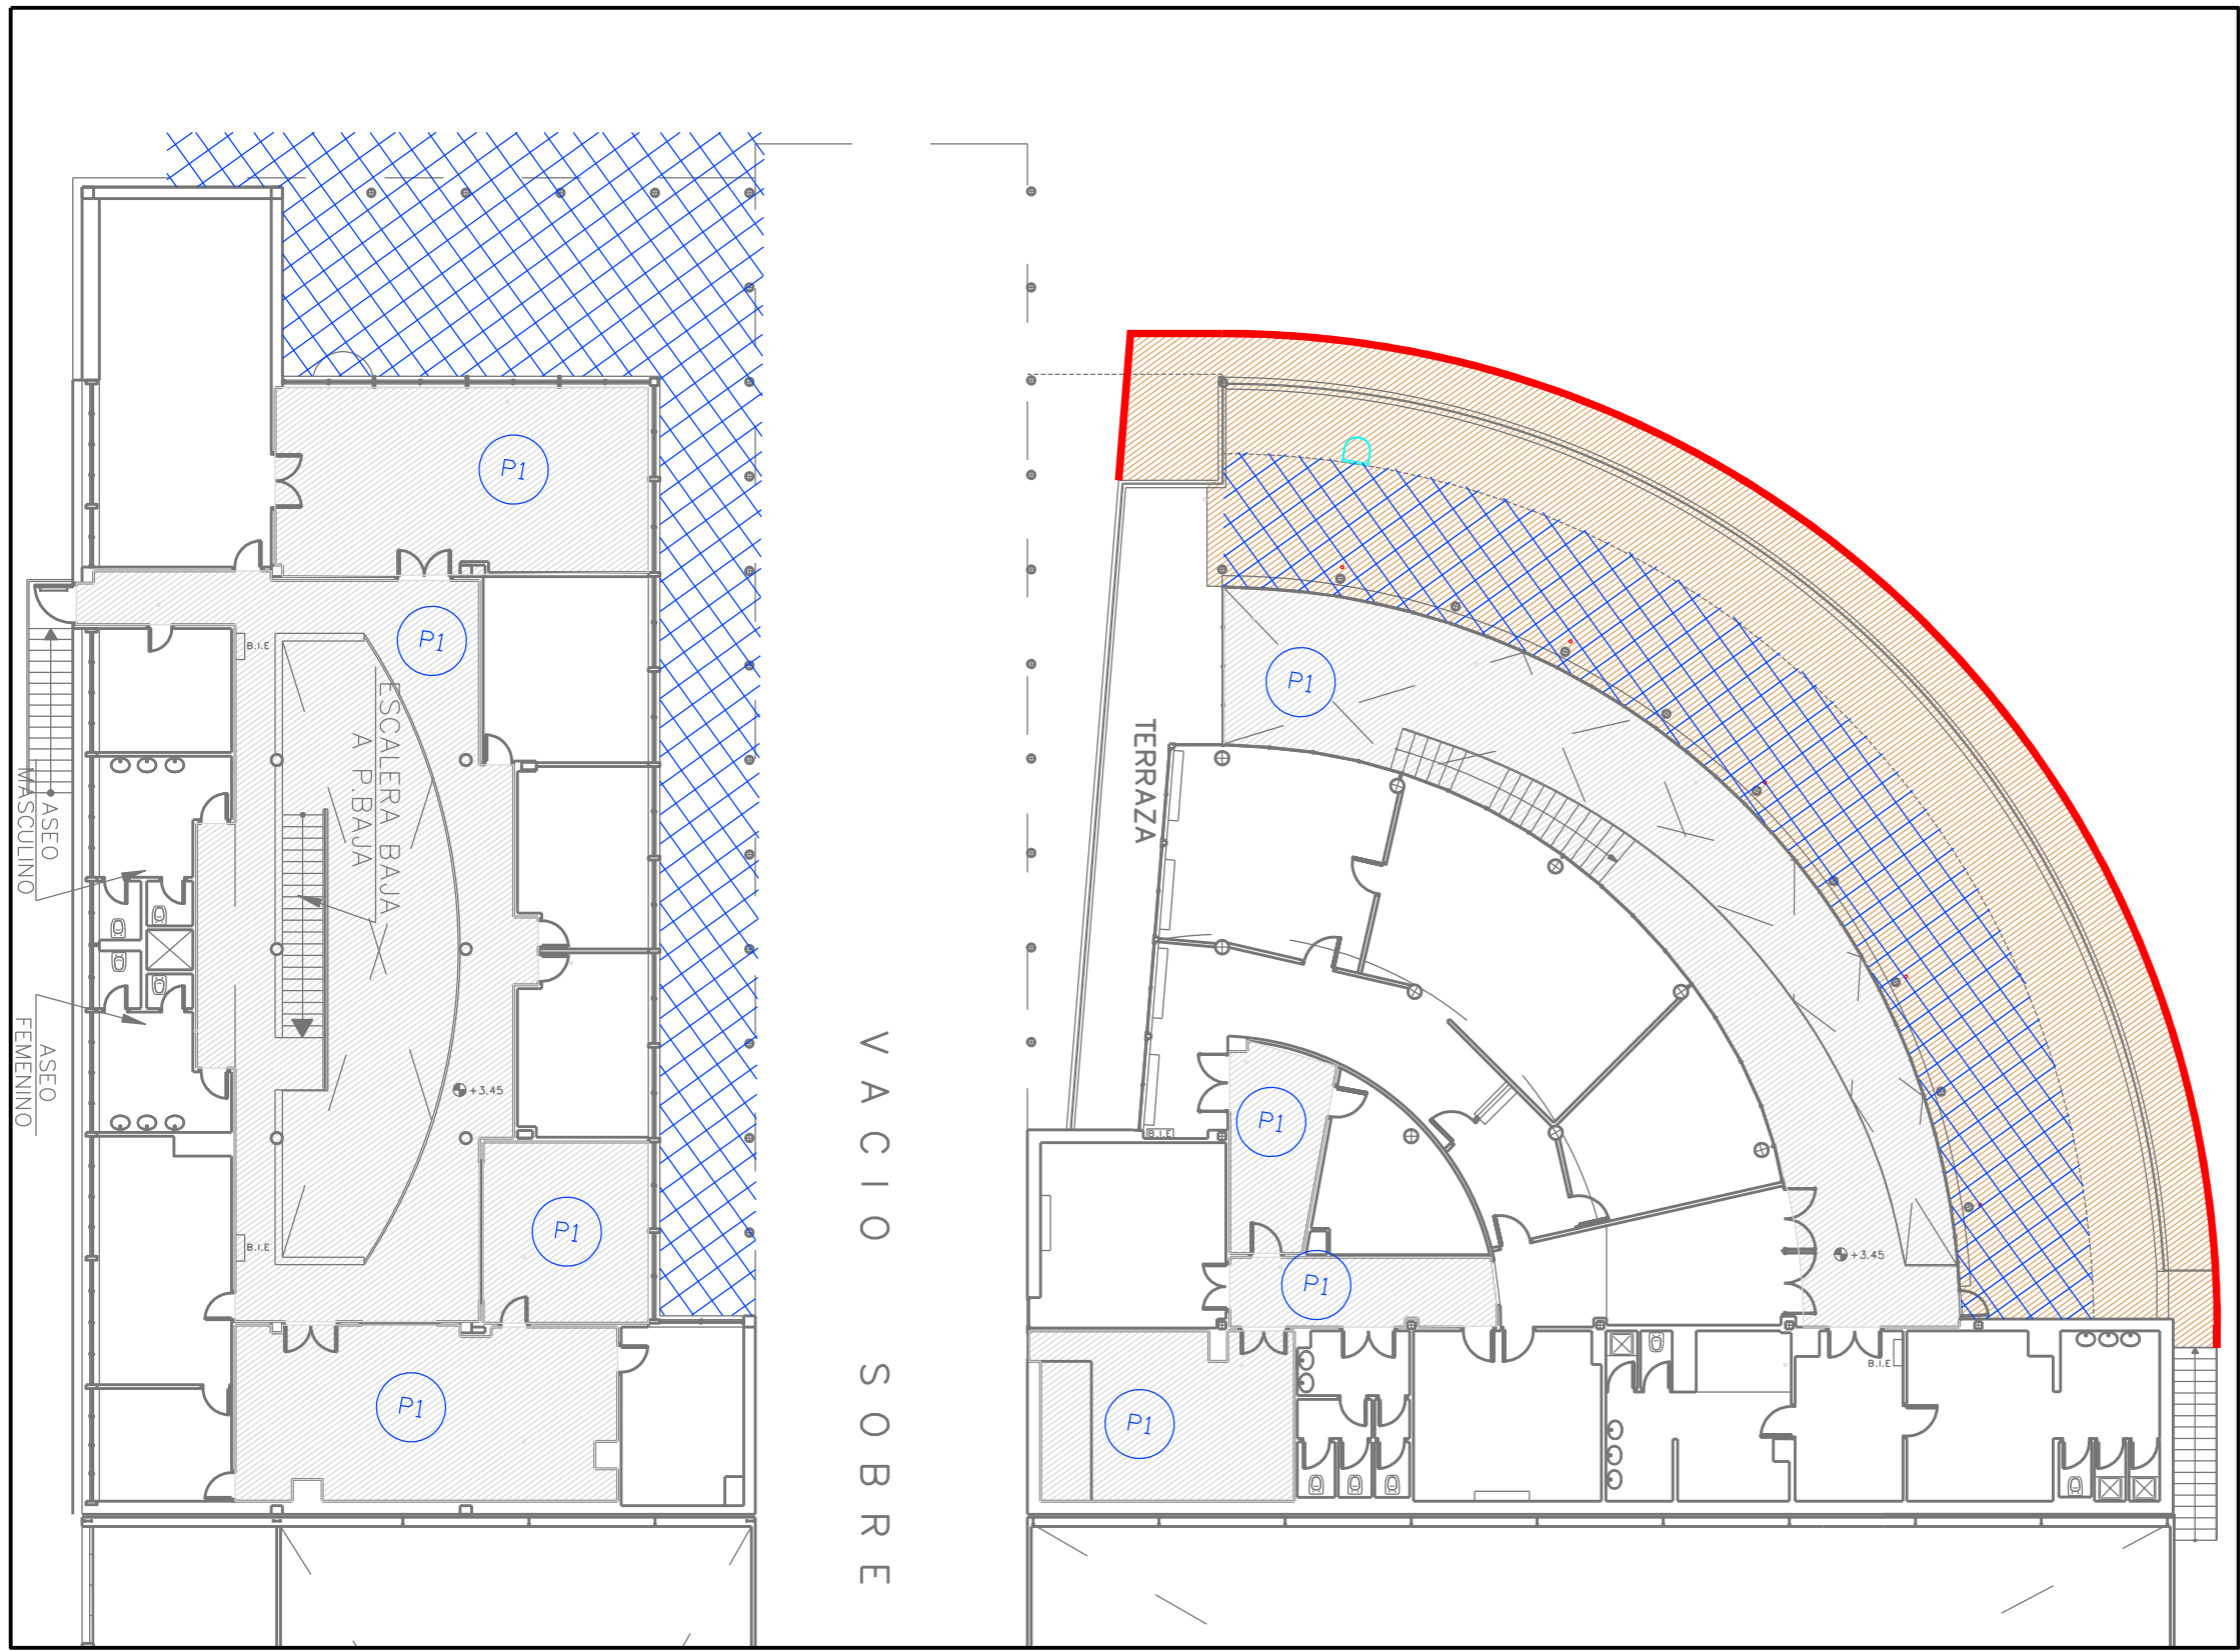 P1
P1
B.I.E
ESCALERA BAJA
A P.BAJA
ASEO
MASCULINO
ASEO
FEMENINO
+3.45
P1
B.I.E
P1
VACIO SOBRE
TERRAZA
P1
P1
B.I.E
P1
+3.45
P1
B.I.E